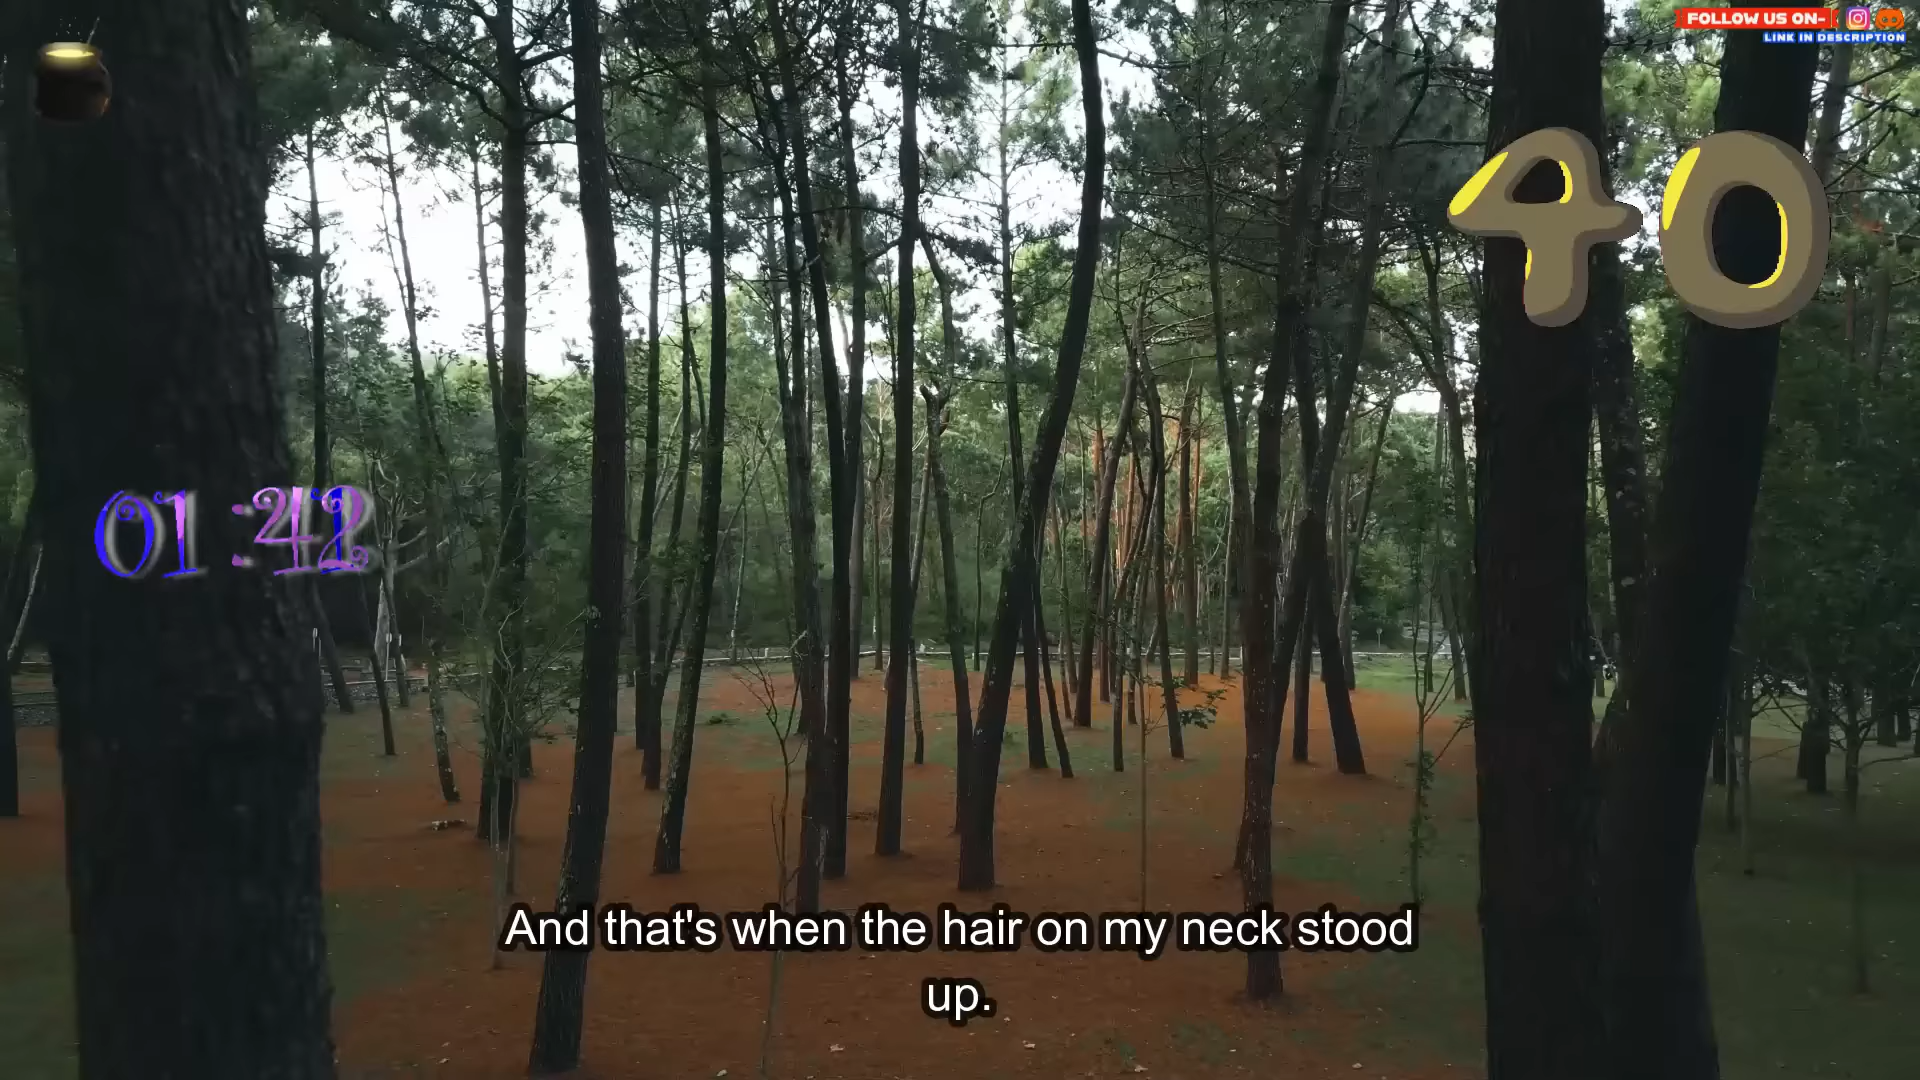 FOLLOW US ON-
LINK IN DESCRIPTION
40
01:42
And that's when the hair on my neck stood
up.